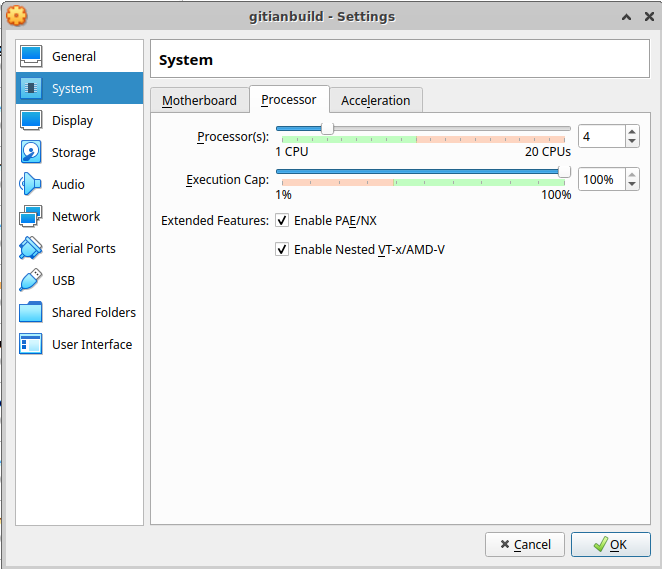 gitianbuild - Settings
General
System
Display
Storage
Audio
Network
Serial Ports
USB
Shared Folders
User Interface
System
Motherboard Processor Acceleration
Processor(s): 4
1 CPU 20 CPUs
Execution Cap: 100%
1% 100%
Extended Features: Enable PAE/NX
Enable Nested VT-x/AMD-V
Cancel OK